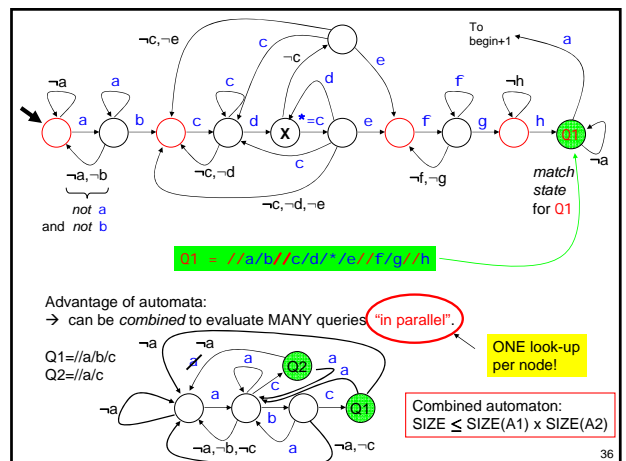 ¬c,¬e
To
begin+1
a
c
¬c
e
¬a
a
c
d
f
¬h
a
b
c
d
X
*=c
e
f
g
h
Q1
¬a
¬a,¬b
¬c,¬d
c
¬f,¬g
not a
and not b
¬c,¬d,¬e
match
state
for Q1
Q1 = //a/b//c/d/*/e//f/g//h
Advantage of automata:
→ can be combined to evaluate MANY queries "in parallel".
Q1=//a/b/c
Q2=//a/c
¬a
¬a
a
a
Q2
a
a
c
¬a
a
b
c
Q1
¬a,¬b,¬c
a
¬a,¬c
ONE look-up
per node!
Combined automaton:
SIZE ≤ SIZE(A1) x SIZE(A2)
36